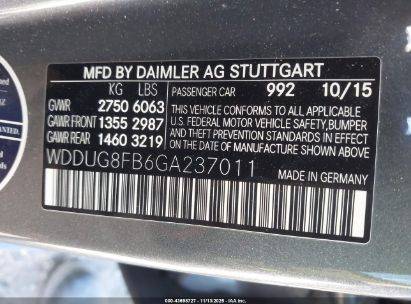 MFD BY DAIMLER AG STUTTGART
KG LBS PASSENGER CAR 992 10/15
GVWR 2750 6063
GAWR FRONT 1355 2987
GAWR REAR 1460 3219
THIS VEHICLE CONFORMS TO ALL APPLICABLE
U.S. FEDERAL MOTOR VEHICLE SAFETY, BUMPER
AND THEFT PREVENTION STANDARDS IN
EFFECT ON THE DATE
OF MANUFACTURE SHOWN ABOVE.
WDDUG8FB6GA237011
MADE IN GERMANY